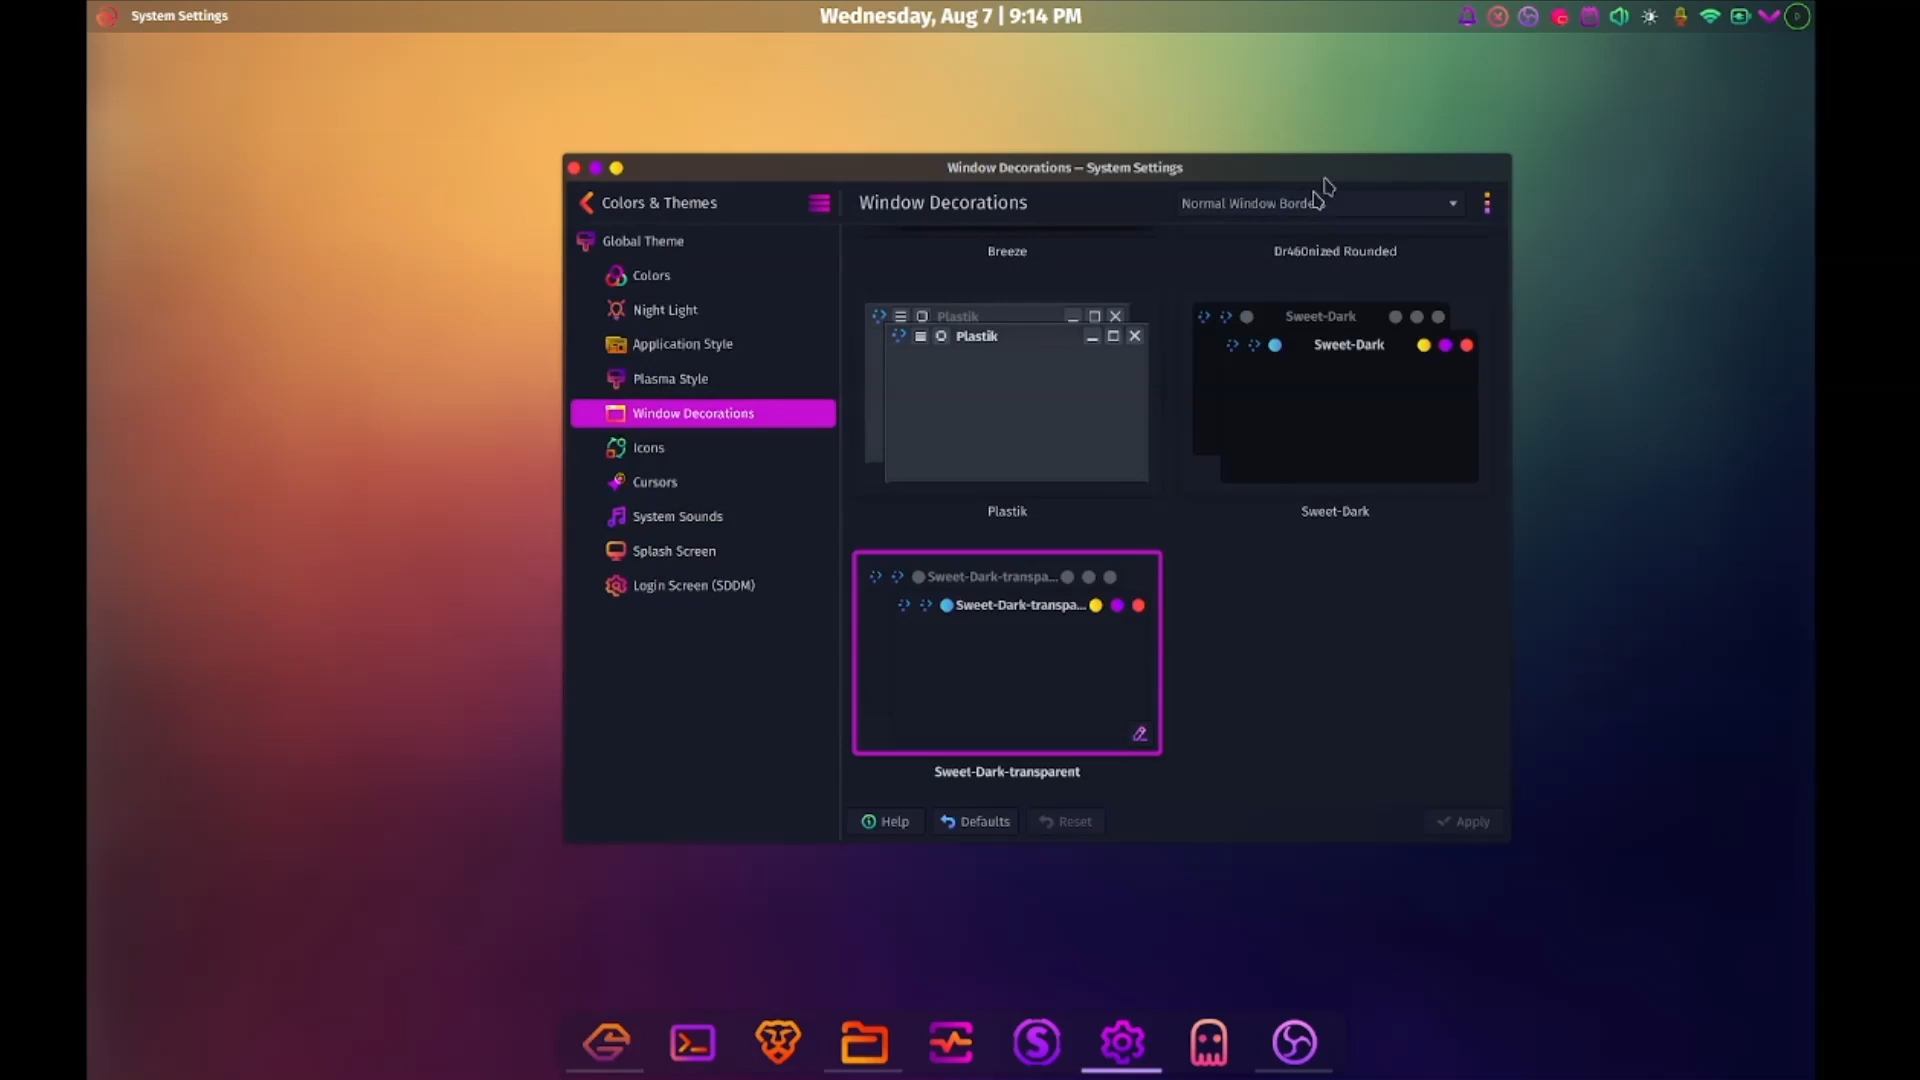 System Settings
Wednesday, Aug 7 | 9:14 PM
Window Decorations — System Settings
Colors & Themes
Window Decorations
Normal Window Borde
Global Theme
Colors
Night Light
Application Style
Plasma Style
Window Decorations
Icons
Cursors
System Sounds
Splash Screen
Login Screen (SDDM)
Breeze
Dr460nized Rounded
Plastik
Plastik
Plastik
Sweet-Dark
Sweet-Dark
Sweet-Dark
Sweet-Dark-transpa...
Sweet-Dark-transpa...
Sweet-Dark-transparent
Help
Defaults
Reset
Apply